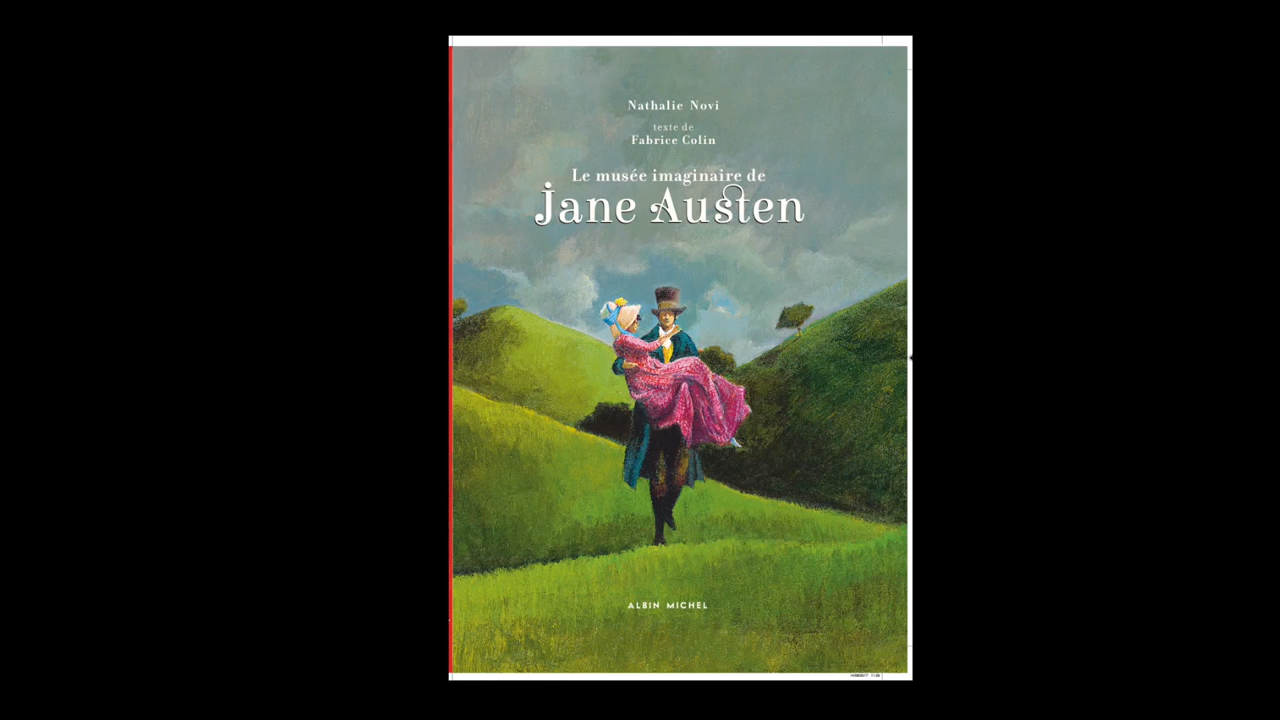 Nathalie Novi
texte de
Fabrice Colin
Le musée imaginaire de
Jane Austen
ALBIN MICHEL